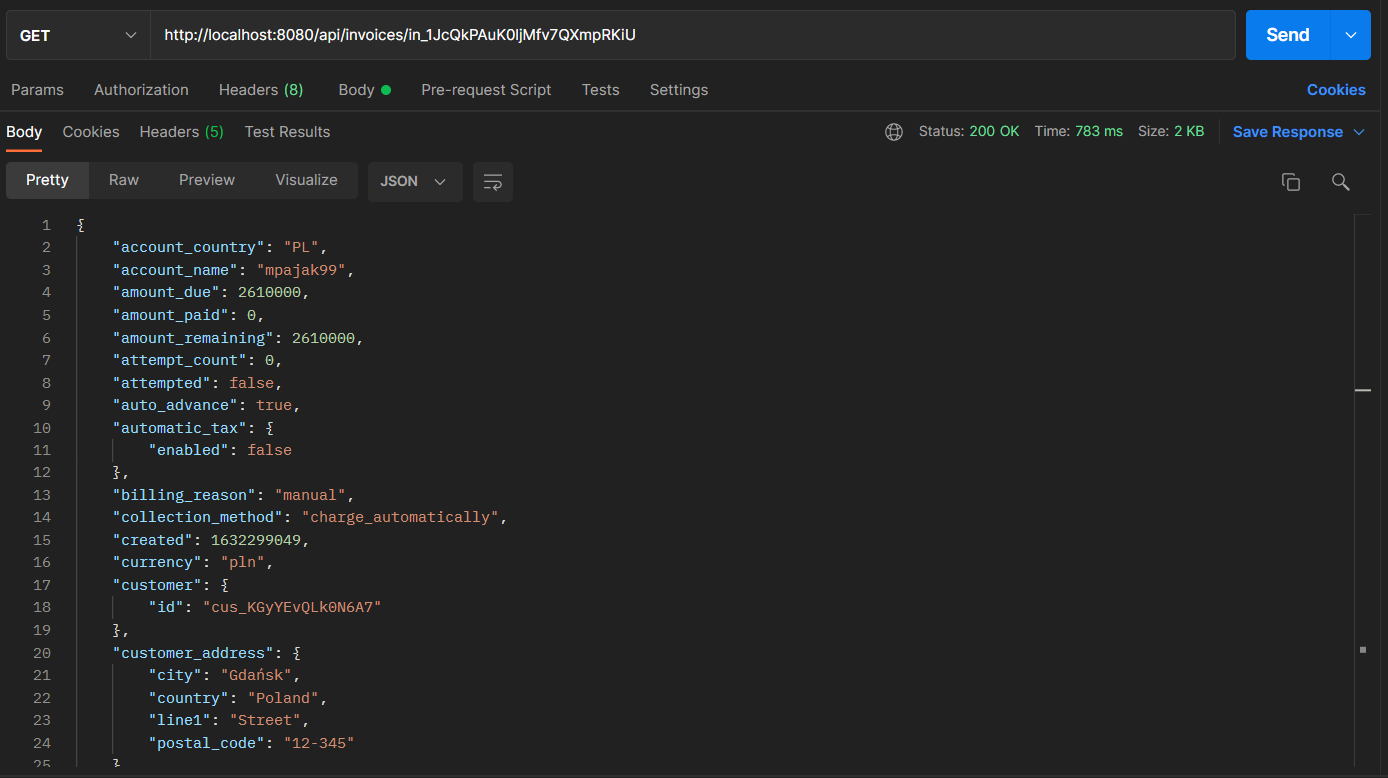 GET http://localhost:8080/api/invoices/in_1JcQkPAuK0ljMfv7QXmpRKiU Send
Params Authorization Headers (8) Body Pre-request Script Tests Settings Cookies
Body Cookies Headers (5) Test Results Status: 200 OK Time: 783 ms Size: 2 KB Save Response
Pretty Raw Preview Visualize JSON
1 {
2 "account_country": "PL",
3 "account_name": "mpajak99",
4 "amount_due": 2610000,
5 "amount_paid": 0,
6 "amount_remaining": 2610000,
7 "attempt_count": 0,
8 "attempted": false,
9 "auto_advance": true,
10 "automatic_tax": {
11 "enabled": false
12 },
13 "billing_reason": "manual",
14 "collection_method": "charge_automatically",
15 "created": 1632299049,
16 "currency": "pln",
17 "customer": {
18 "id": "cus_KGyYEvQLk0N6A7"
19 },
20 "customer_address": {
21 "city": "Gdańsk",
22 "country": "Poland",
23 "line1": "Street",
24 "postal_code": "12-345"
25 }